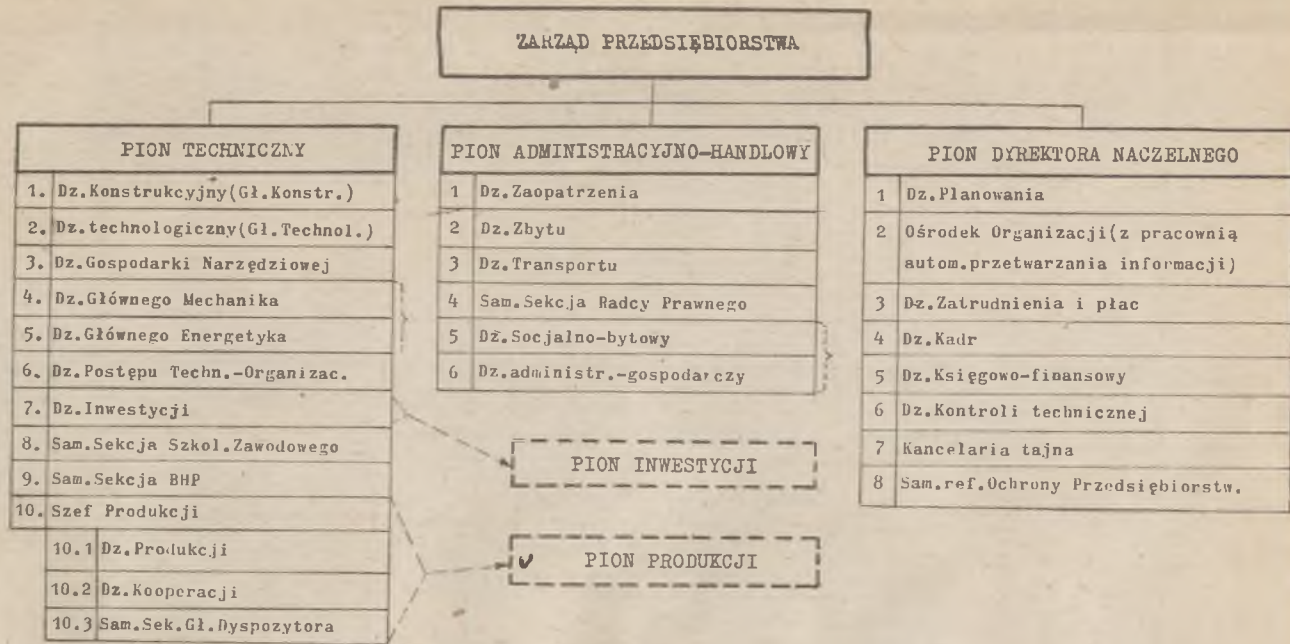 ZARZĄD PRZEDSIĘBIORSTWA
PION TECHNICZNY
1. Dz.Konstrukcyjny(Gł.Konstr.)
2. Dz.technologiczny(Gł.Technol.)
3. Dz.Gospodarki Narzędziowej
4. Dz.Głównego Mechanika
5. Dz.Głównego Energetyka
6. Dz.Postępu Techn.-Organizac.
7. Dz.Inwestycji
8. Sam.Sekcja Szkol.Zawodowego
9. Sam.Sekcja BHP
10. Szef Produkcji
10.1 Dz.Produkcji
10.2 Dz.Kooperacji
10.3 Sam.Sek.Gł.Dyspozytora
PION ADMINISTRACYJNO-HANDLOWY
1 Dz.Zaopatrzenia
2 Dz.Zbytu
3 Dz.Transportu
4 Sam.Sekcja Radcy Prawnego
5 Dz.Socjalno-bytowy
6 Dz.administr.-gospodarczy
PION INWESTYCJI
PION PRODUKCJI
PION DYREKTORA NACZELNEGO
1 Dz.Planowania
2 Ośrodek Organizacji(z pracownią
autom.przetwarzania informacji)
3 Dz.Zatrudnienia i płac
4 Dz.Kadr
5 Dz.Księgowo-finansowy
6 Dz.Kontroli technicznej
7 Kancelaria tajna
8 Sam.ref.Ochrony Przedsiębiorstw.